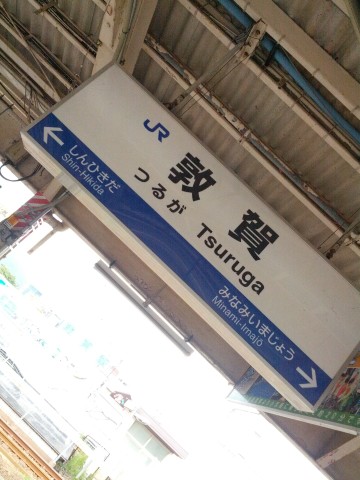 JR
敦賀
つるが Tsuruga
しんひきだ
Shin-Hikida
みなみいまじょう
Minami-Imajō